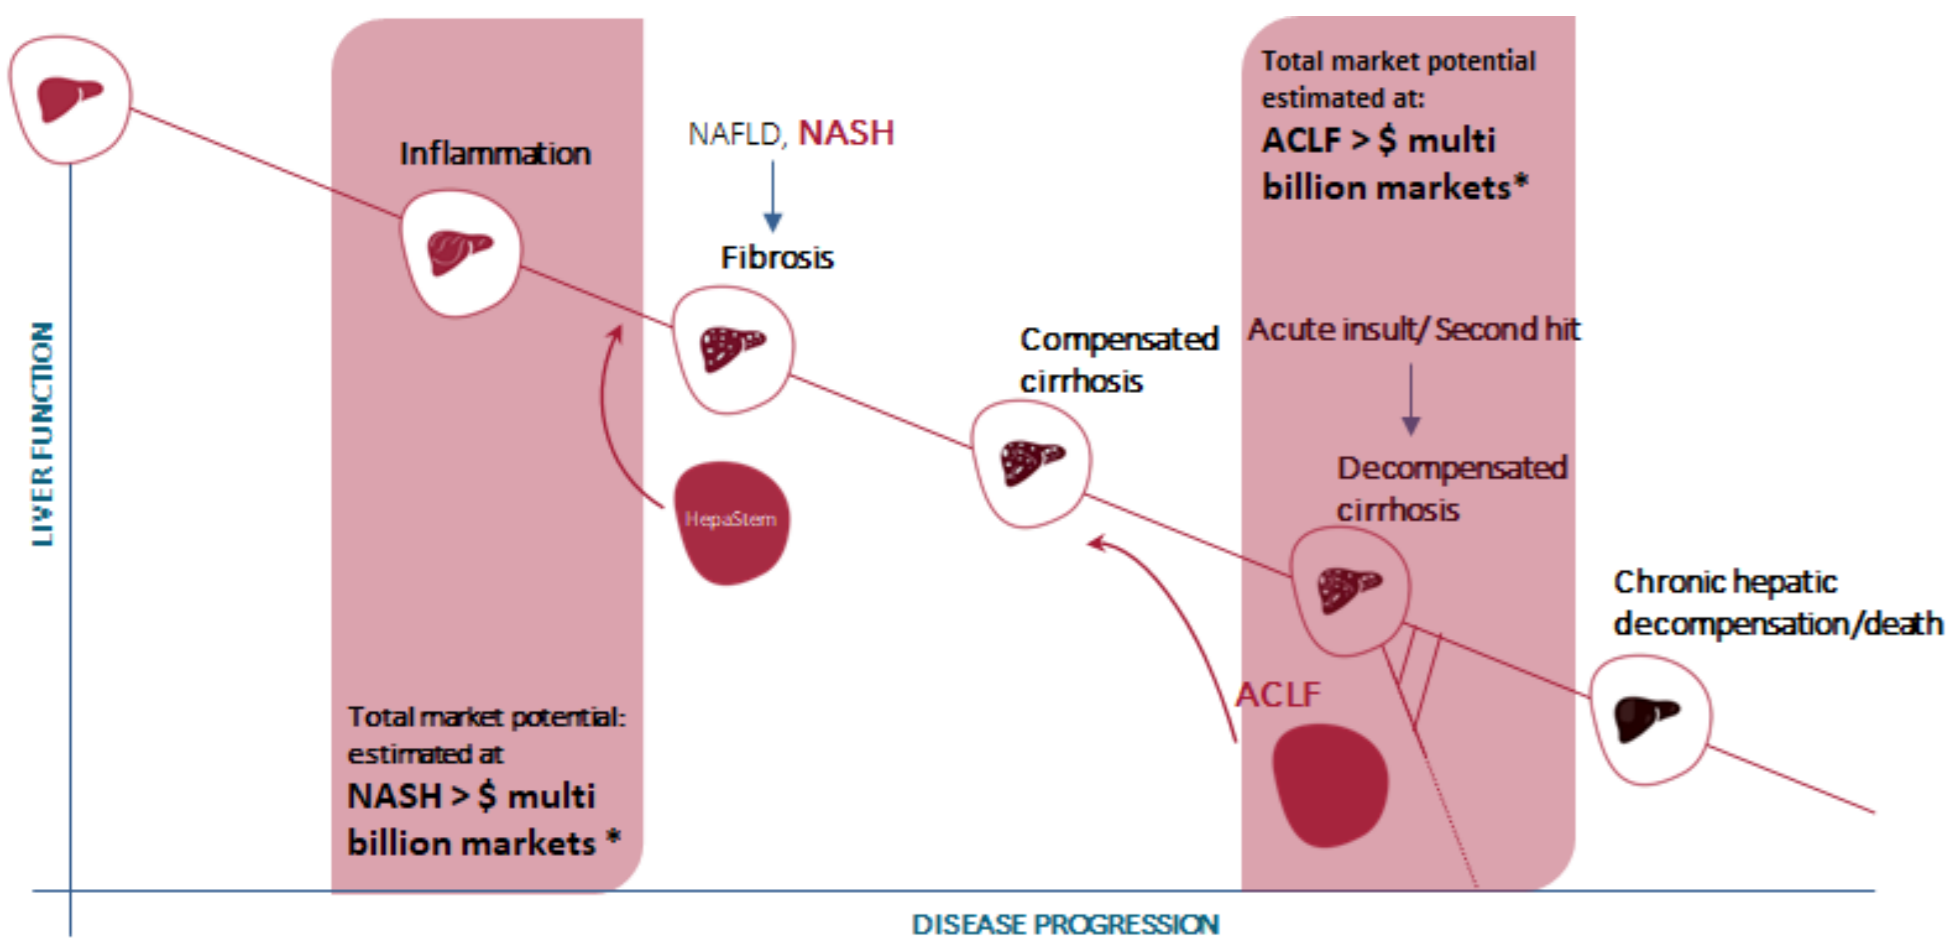 Total market potential
estimated at:
ACLF > $ multi
billion markets*
Inflammation
NAFLD, NASH
Fibrosis
Compensated
cirrhosis
Acute insult/ Second hit
Decompensated
cirrhosis
HepaStem
Chronic hepatic
decompensation/death
ACLF
Total market potential:
estimated at
NASH > $ multi
billion markets *
LIVER FUNCTION
DISEASE PROGRESSION